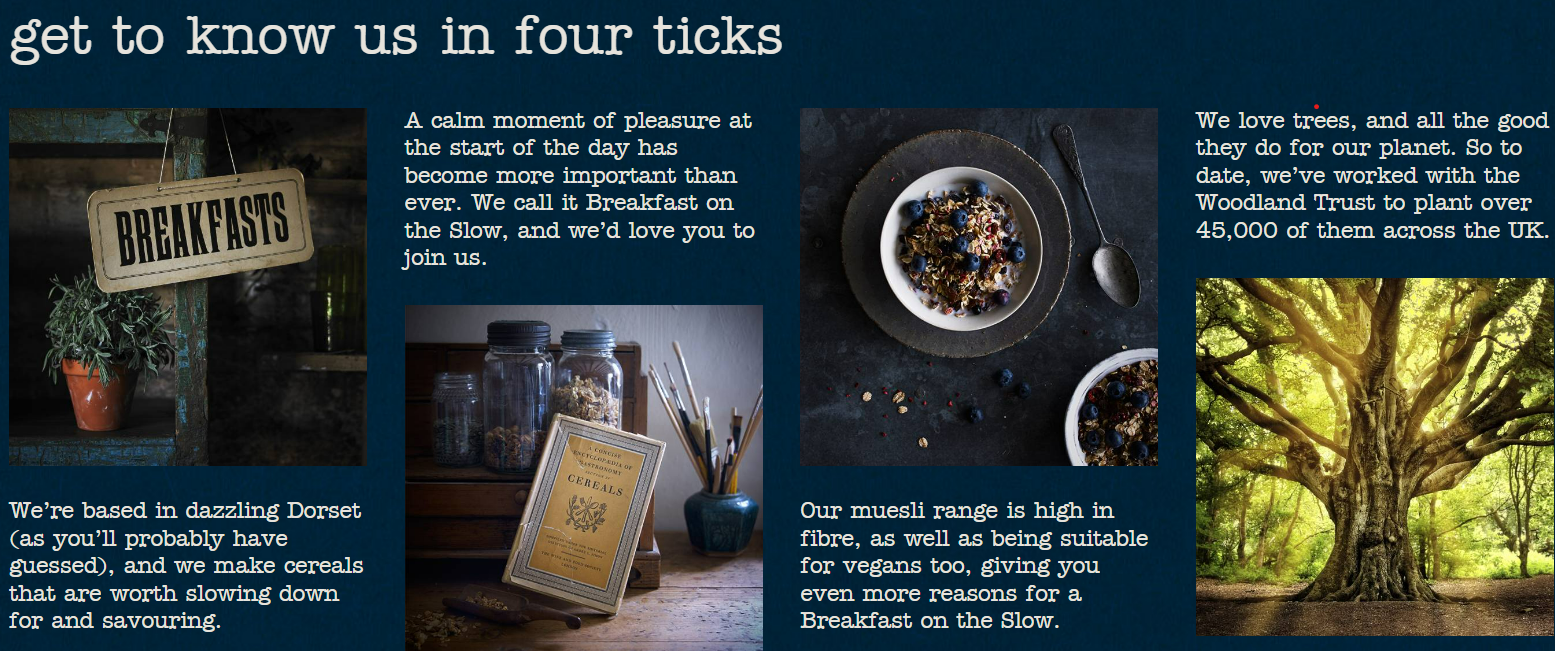 get to know us in four ticks
BREAKFASTS
We're based in dazzling Dorset
(as you'll probably have
guessed), and we make cereals
that are worth slowing down
for and savouring.
A calm moment of pleasure at
the start of the day has
become more important than
ever. We call it Breakfast on
the Slow, and we'd love you to
join us.
A CONCISE
ENCYCLOPÆDIA OF
GASTRONOMY
CEREALS
Our muesli range is high in
fibre, as well as being suitable
for vegans too, giving you
even more reasons for a
Breakfast on the Slow.
We love trees, and all the good
they do for our planet. So to
date, we've worked with the
Woodland Trust to plant over
45,000 of them across the UK.